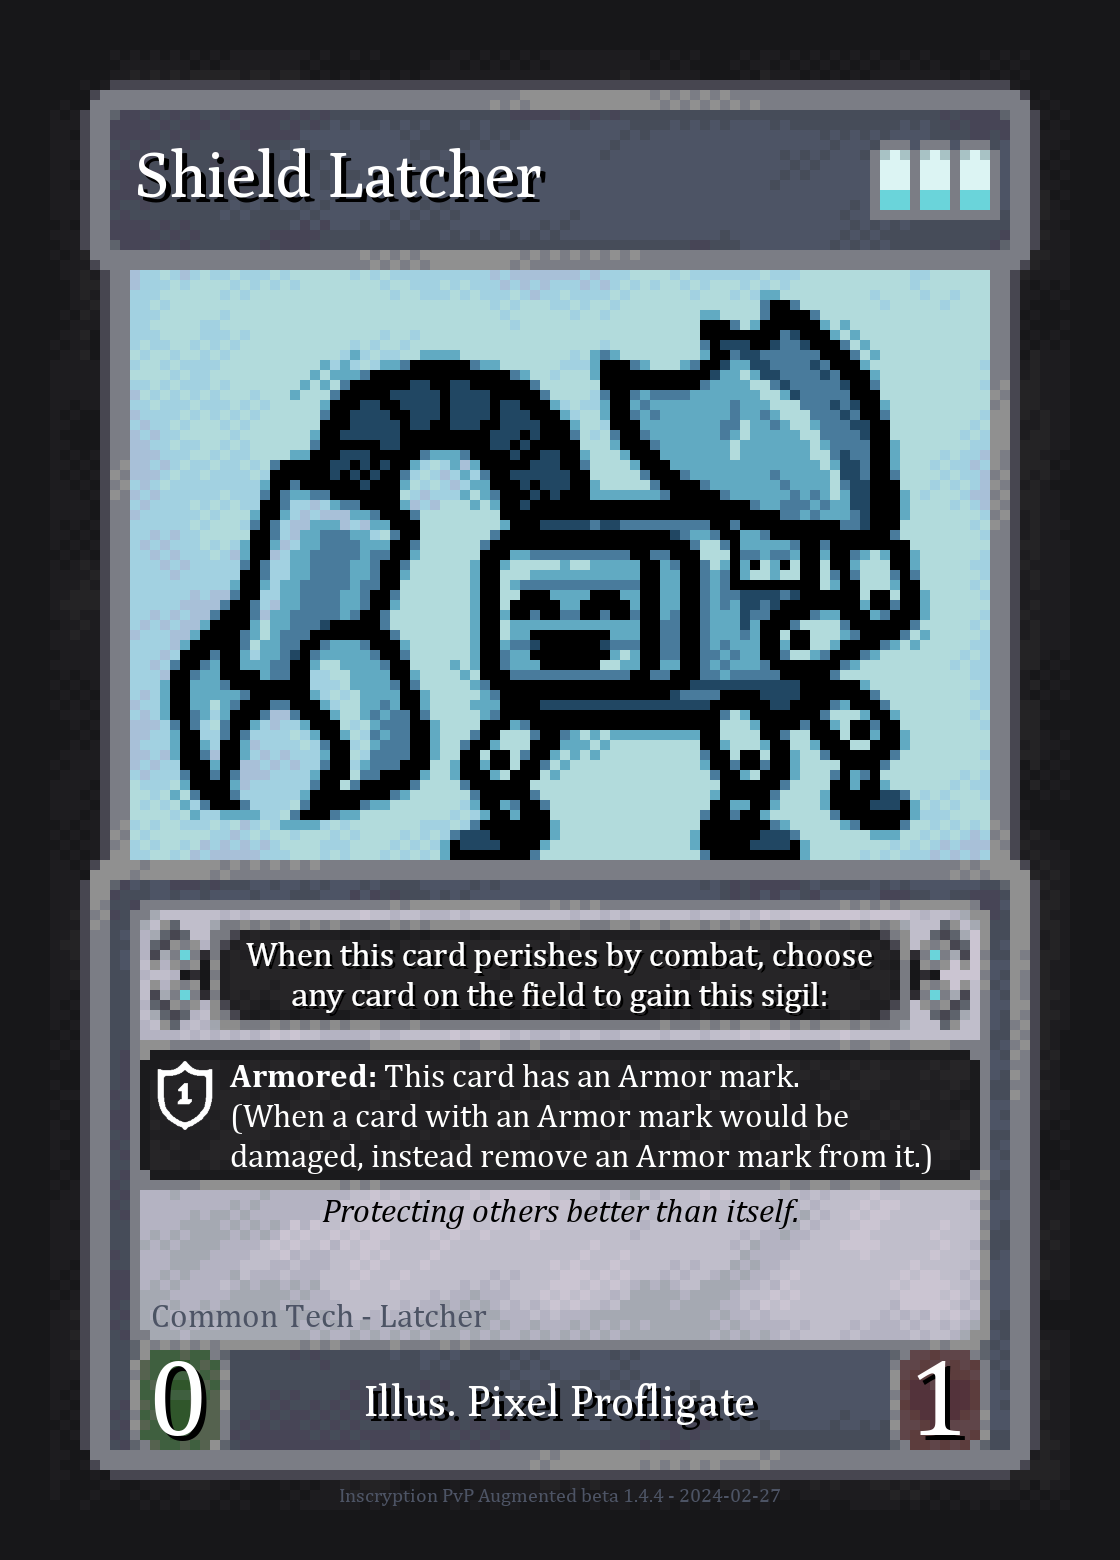 Shield Latcher
When this card perishes by combat, choose
any card on the field to gain this sigil:
1
Armored: This card has an Armor mark.
(When a card with an Armor mark would be
damaged, instead remove an Armor mark from it.)
Protecting others better than itself.
Common Tech - Latcher
0
Illus. Pixel Profligate
1
Inscryption PvP Augmented beta 1.4.4 - 2024-02-27